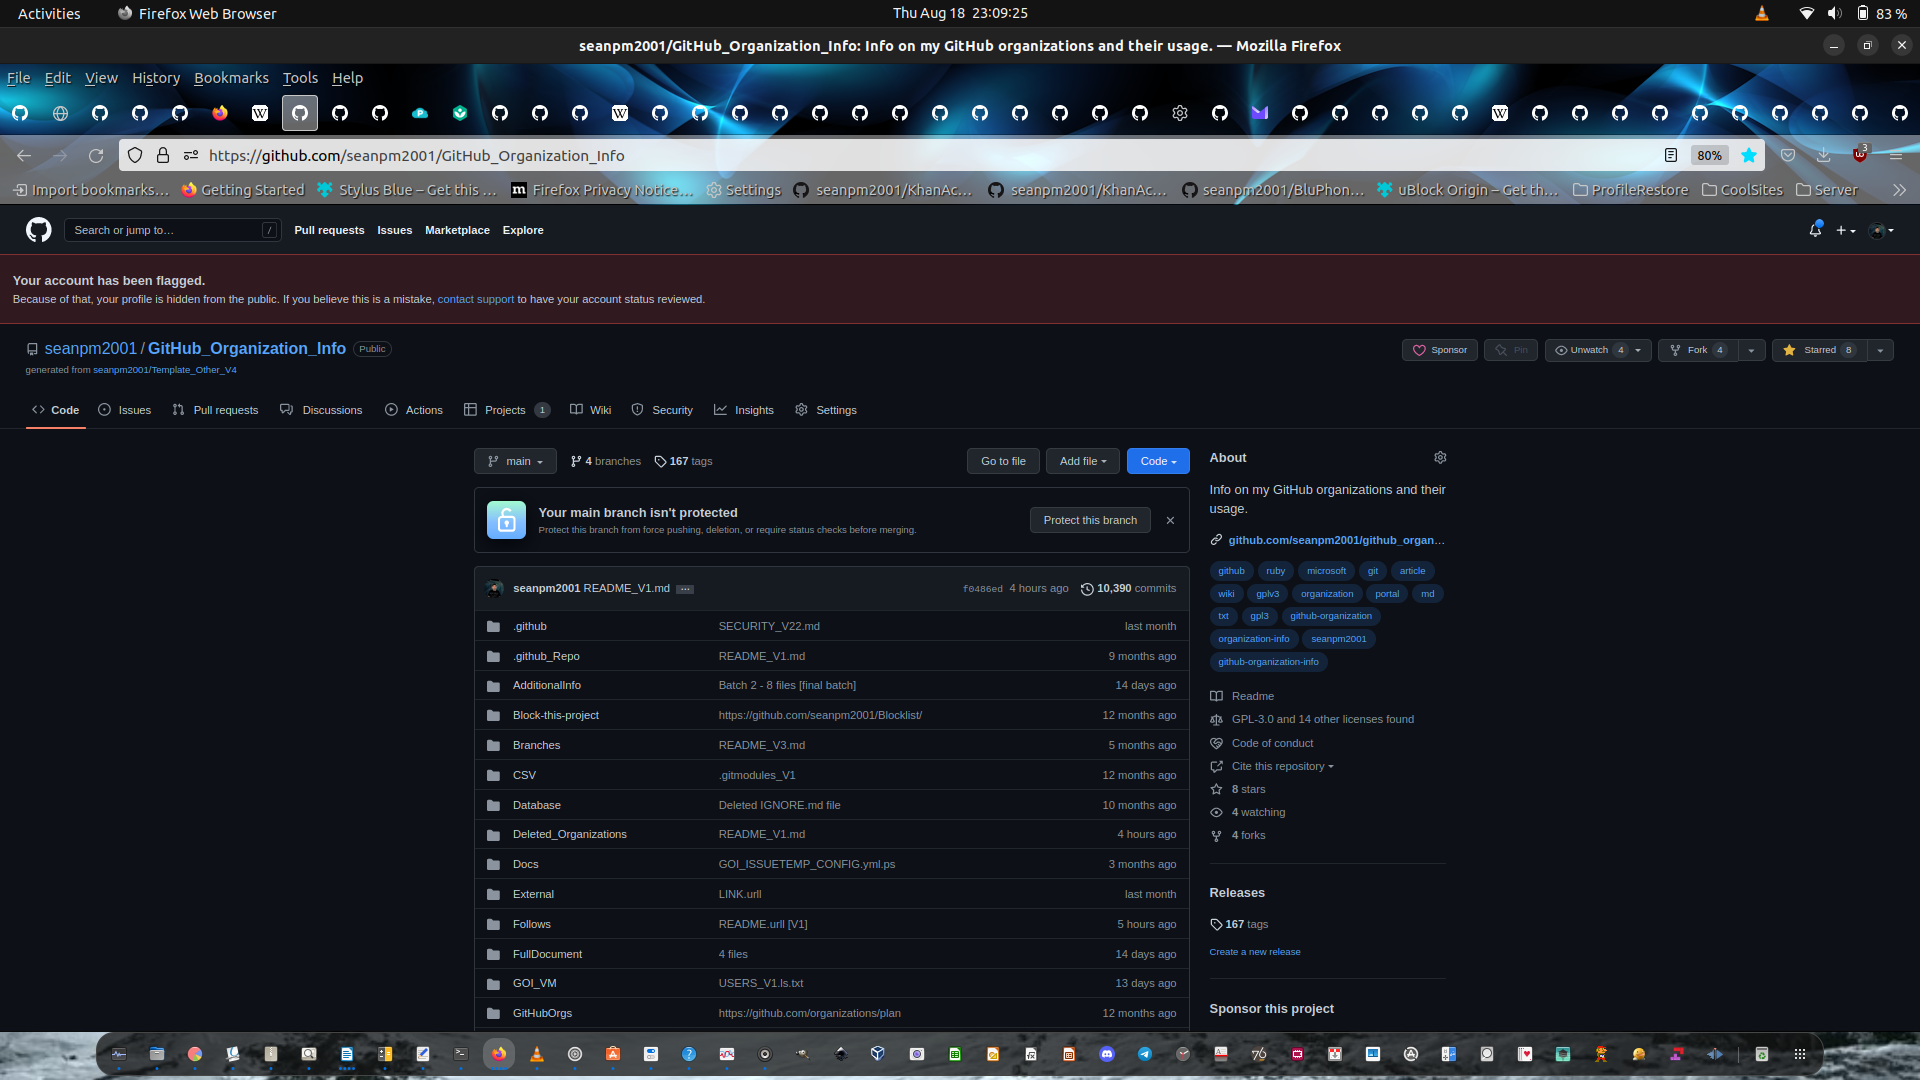 Activities Firefox Web Browser Thu Aug 18 23:09:25 83 %
seanpm2001/GitHub_Organization_Info: Info on my GitHub organizations and their usage. — Mozilla Firefox
File Edit View History Bookmarks Tools Help
https://github.com/seanpm2001/GitHub_Organization_Info 80% 3
Import bookmarks… Getting Started Stylus Blue – Get this … Firefox Privacy Notice… Settings seanpm2001/KhanAc… seanpm2001/KhanAc… seanpm2001/BluPhon… uBlock Origin – Get th… ProfileRestore CoolSites Server
Search or jump to… / Pull requests Issues Marketplace Explore
Your account has been flagged.
Because of that, your profile is hidden from the public. If you believe this is a mistake, contact support to have your account status reviewed.
seanpm2001 / GitHub_Organization_Info Public Sponsor Pin Unwatch 4 Fork 4 Starred 8
generated from seanpm2001/Template_Other_V4
Code Issues Pull requests Discussions Actions Projects 1 Wiki Security Insights Settings
main 4 branches 167 tags Go to file Add file Code
Your main branch isn't protected
Protect this branch from force pushing, deletion, or require status checks before merging.
Protect this branch
seanpm2001 README_V1.md … f0486ed 4 hours ago 10,390 commits
.github SECURITY_V22.md last month
.github_Repo README_V1.md 9 months ago
AdditionalInfo Batch 2 - 8 files [final batch] 14 days ago
Block-this-project https://github.com/seanpm2001/Blocklist/ 12 months ago
Branches README_V3.md 5 months ago
CSV .gitmodules_V1 12 months ago
Database Deleted IGNORE.md file 10 months ago
Deleted_Organizations README_V1.md 4 hours ago
Docs GOI_ISSUETEMP_CONFIG.yml.ps 3 months ago
External LINK.urll last month
Follows README.urll [V1] 5 hours ago
FullDocument 4 files 14 days ago
GOI_VM USERS_V1.ls.txt 13 days ago
GitHubOrgs https://github.com/organizations/plan 12 months ago
About
Info on my GitHub organizations and their
usage.
github.com/seanpm2001/github_organ…
github ruby microsoft git article
wiki gplv3 organization portal md
txt gpl3 github-organization
organization-info seanpm2001
github-organization-info
Readme
GPL-3.0 and 14 other licenses found
Code of conduct
Cite this repository
8 stars
4 watching
4 forks
Releases
167 tags
Create a new release
Sponsor this project